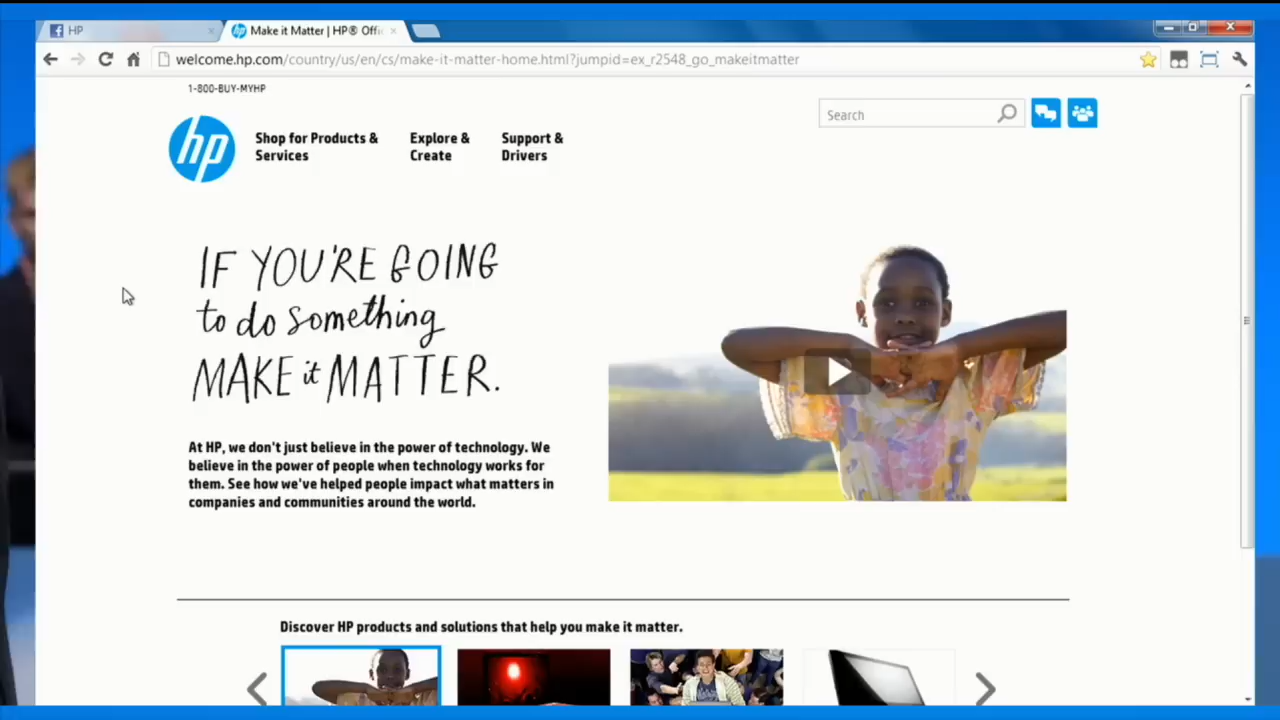 HP
Make it Matter | HP® Offi
welcome.hp.com/country/us/en/cs/make-it-matter-home.html?jumpid=ex_r2548_go_makeitmatter
1-800-BUY-MYHP
hp
Shop for Products &
Services
Explore &
Create
Support &
Drivers
Search
IF YOU'RE GOING
to do something
MAKE it MATTER.
At HP, we don't just believe in the power of technology. We
believe in the power of people when technology works for
them. See how we've helped people impact what matters in
companies and communities around the world.
Discover HP products and solutions that help you make it matter.